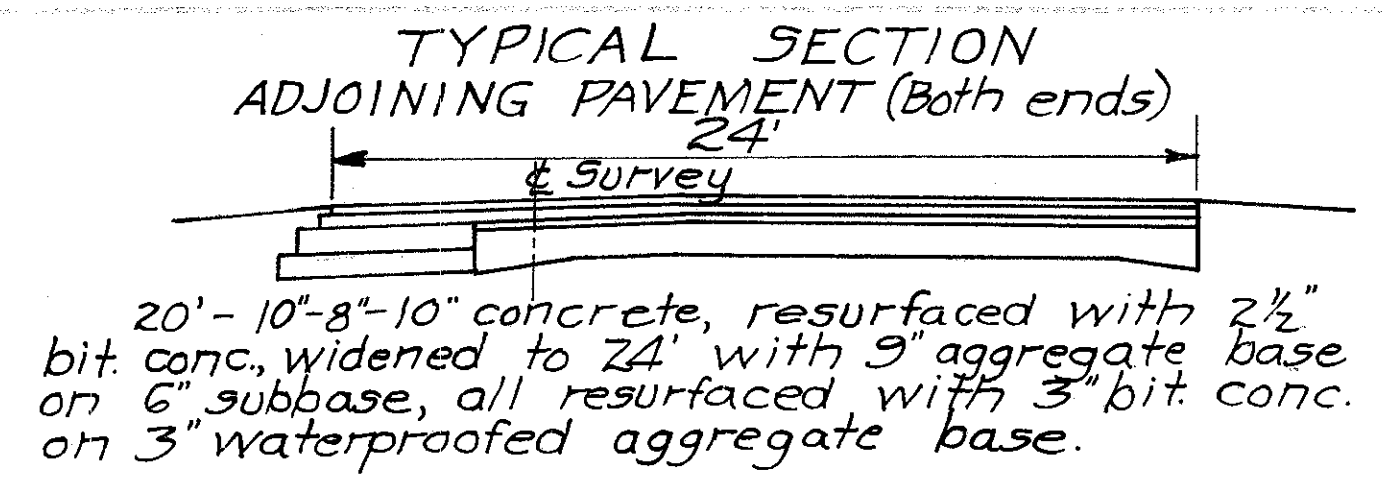 TYPICAL SECTION
ADJOINING PAVEMENT (Both ends)
24'
℄ Survey
20' - 10"-8"-10" concrete, resurfaced with 2½"
bit. conc., widened to 24' with 9" aggregate base
on 6" subbase, all resurfaced with 3" bit. conc.
on 3" waterproofed aggregate base.